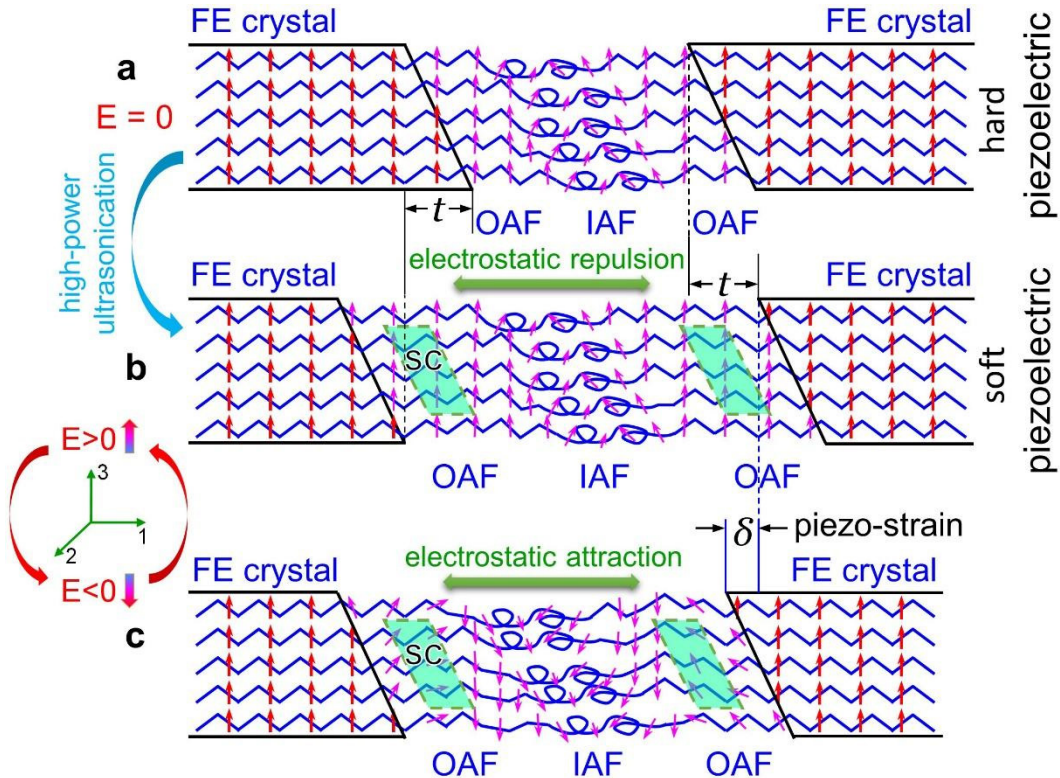 FE crystal
FE crystal
a
E = 0
hard
piezoelectric
t
OAF
IAF
OAF
high-power
ultrasonication
FE crystal
electrostatic repulsion
t
FE crystal
b
SC
soft
piezoelectric
E>0
OAF
IAF
OAF
3
1
2
δ
piezo-strain
E<0
FE crystal
electrostatic attraction
FE crystal
c
SC
OAF
IAF
OAF